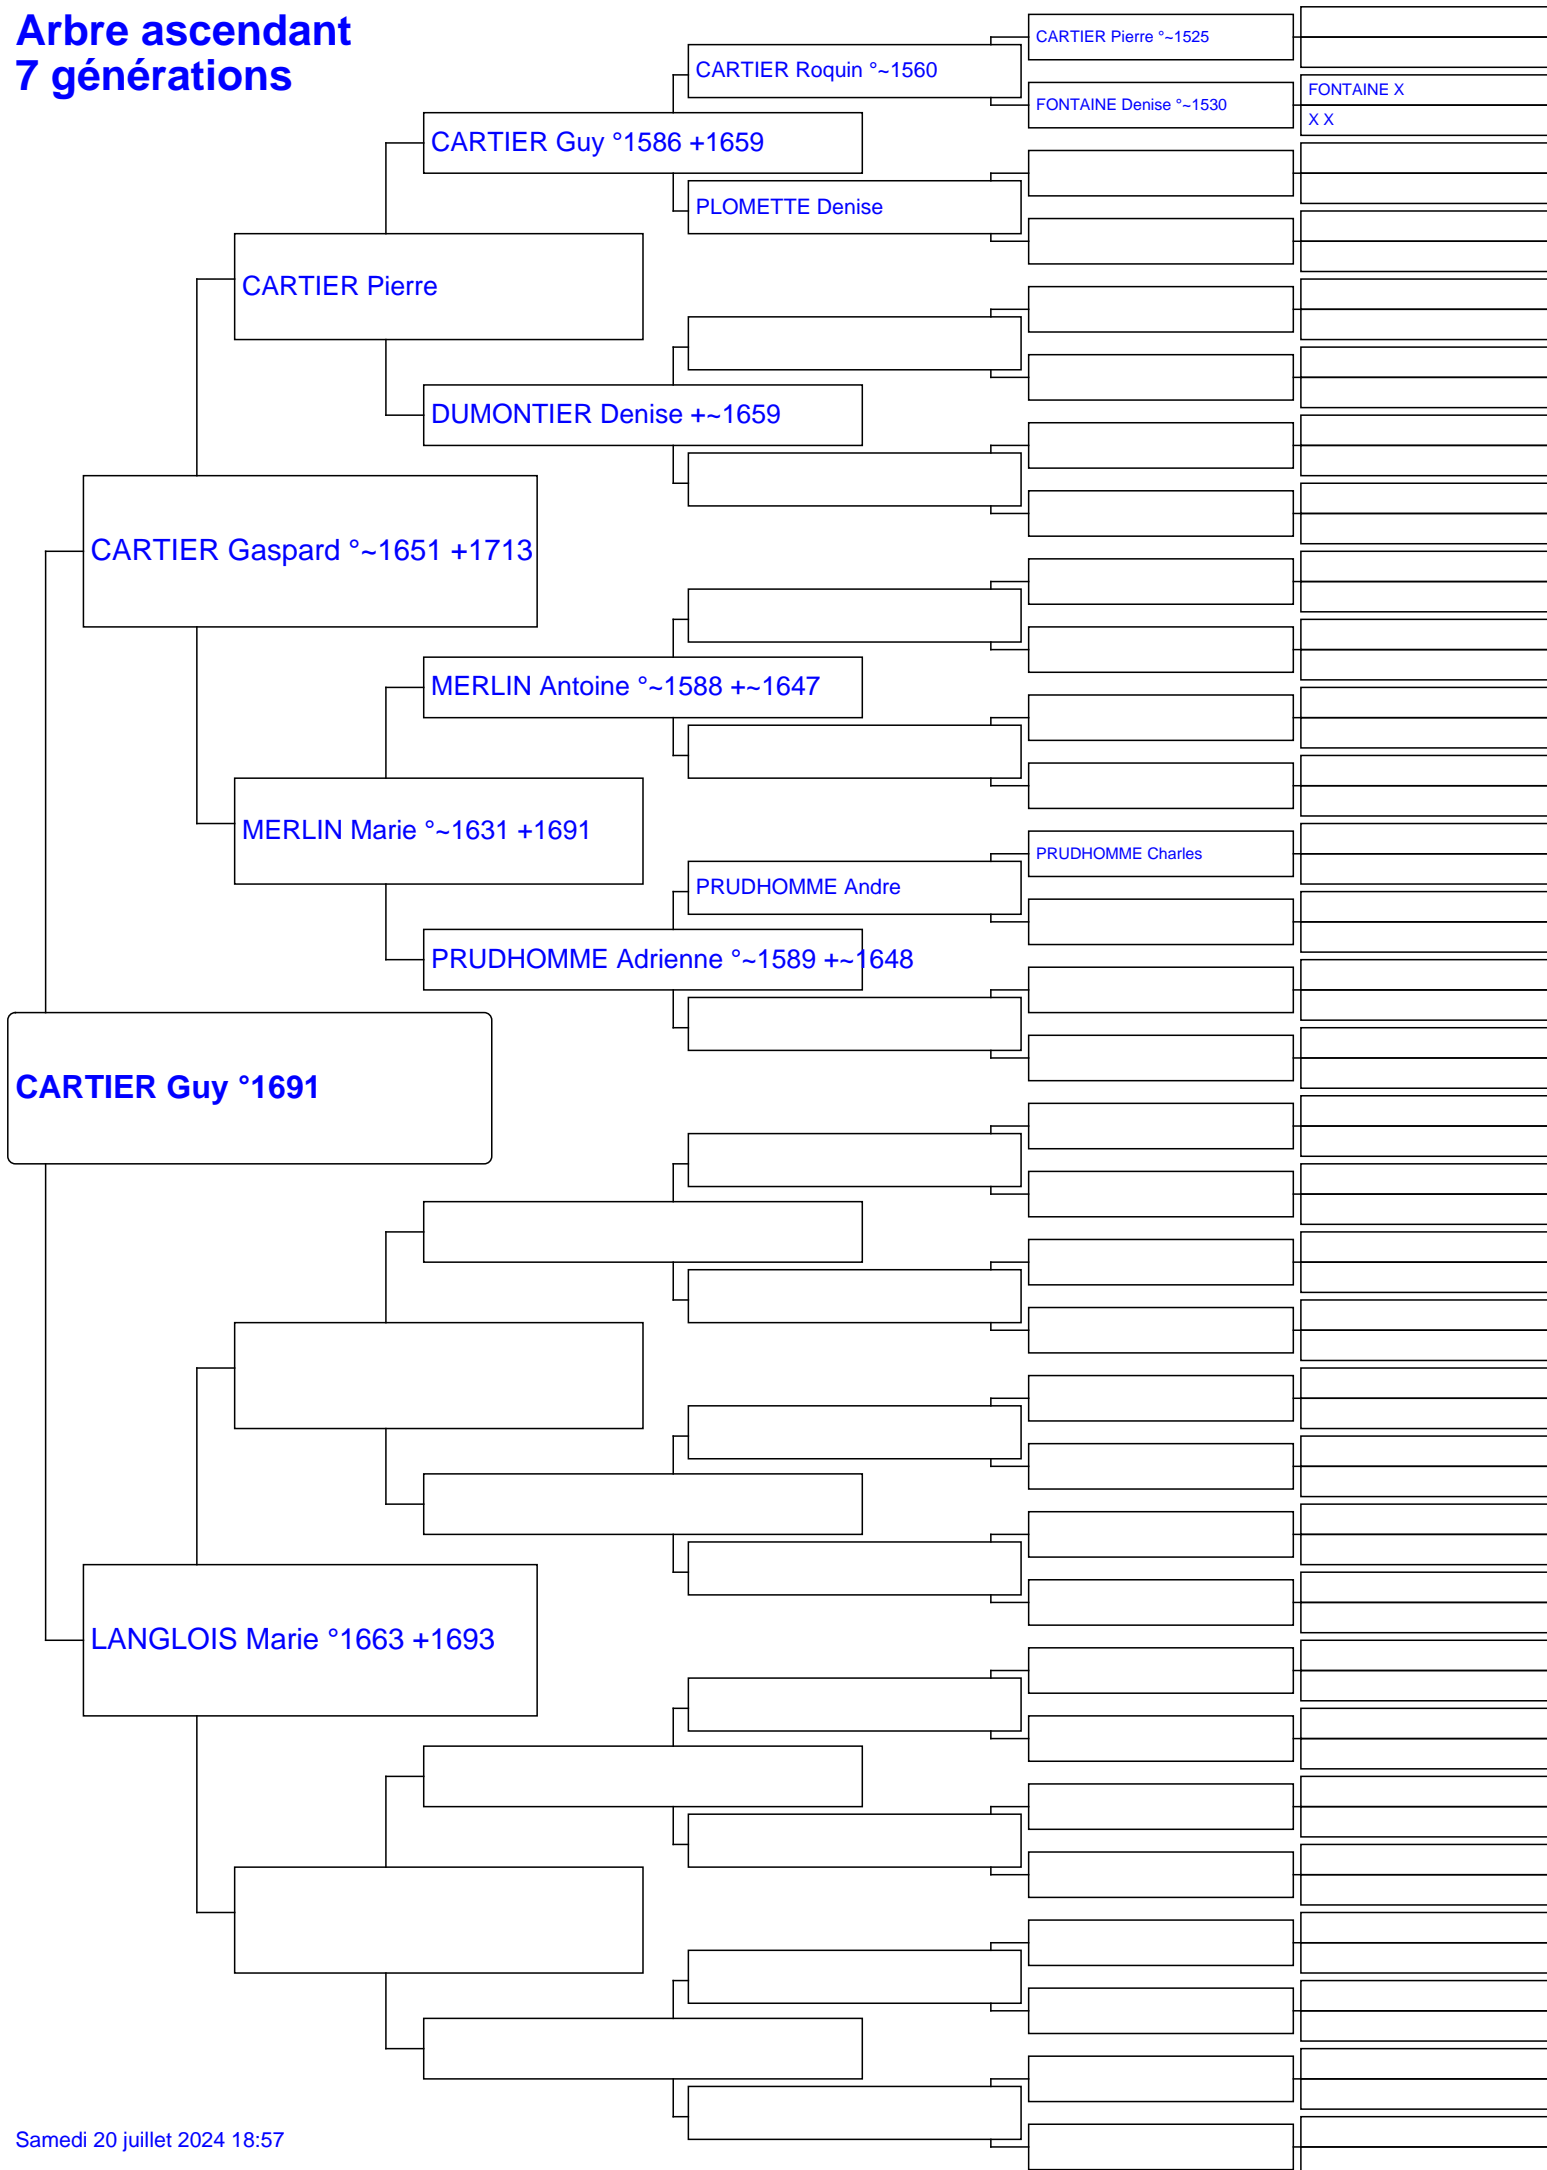 Arbre ascendant
7 générations
CARTIER Pierre °~1525
CARTIER Roquin °~1560
FONTAINE X
FONTAINE Denise °~1530
X X
CARTIER Guy °1586 +1659
PLOMETTE Denise
CARTIER Pierre
DUMONTIER Denise +~1659
CARTIER Gaspard °~1651 +1713
MERLIN Antoine °~1588 +~1647
MERLIN Marie °~1631 +1691
PRUDHOMME Charles
PRUDHOMME Andre
PRUDHOMME Adrienne °~1589 +~1648
CARTIER Guy °1691
LANGLOIS Marie °1663 +1693
Samedi 20 juillet 2024 18:57